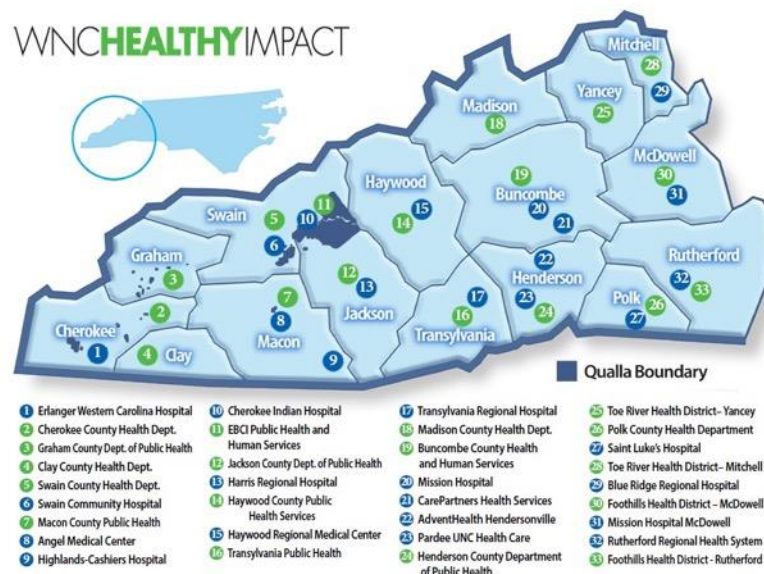 WNCHEALTHYIMPACT
Mitchell
28
29
Yancey
25
Madison
18
McDowell
30
31
Buncombe
19
20
21
Haywood
15
14
Swain
5
6
10
11
Graham
3
Rutherford
32
33
Henderson
22
23
24
Polk
26
27
Jackson
12
13
Transylvania
17
16
Macon
7
8
9
Cherokee
2
1
Clay
4
Qualla Boundary
1 Erlanger Western Carolina Hospital
2 Cherokee County Health Dept.
3 Graham County Dept. of Public Health
4 Clay County Health Dept.
5 Swain County Health Dept.
6 Swain Community Hospital
7 Macon County Public Health
8 Angel Medical Center
9 Highlands-Cashiers Hospital
10 Cherokee Indian Hospital
11 EBCI Public Health and
Human Services
12 Jackson County Dept. of Public Health
13 Harris Regional Hospital
14 Haywood County Public
Health Services
15 Haywood Regional Medical Center
16 Transylvania Public Health
17 Transylvania Regional Hospital
18 Madison County Health Dept.
19 Buncombe County Health
and Human Services
20 Mission Hospital
21 CarePartners Health Services
22 AdventHealth Hendersonville
23 Pardee UNC Health Care
24 Henderson County Department
of Public Health
25 Toe River Health District– Yancey
26 Polk County Health Department
27 Saint Luke's Hospital
28 Toe River Health District– Mitchell
29 Blue Ridge Regional Hospital
30 Foothills Health District – McDowell
31 Mission Hospital McDowell
32 Rutherford Regional Health System
33 Foothills Health District - Rutherford